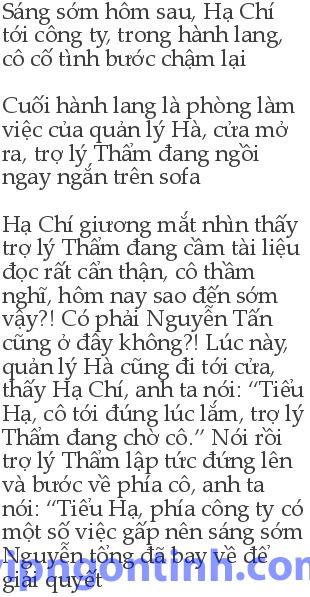 Sáng sớm hôm sau, Hạ Chí
tới công ty, trong hành lang,
cô cố tình bước chậm lại
Cuối hành lang là phòng làm
việc của quản lý Hà, cửa mở
ra, trợ lý Thẩm đang ngồi
ngay ngắn trên sofa
Hạ Chí giương mắt nhìn thấy
trợ lý Thẩm đang cầm tài liệu
đọc rất cẩn thận, cô thầm
nghĩ, hôm nay sao đến sớm
vậy?! Có phải Nguyễn Tấn
cũng ở đây không?! Lúc này,
quản lý Hà cũng đi tới cửa,
thấy Hạ Chí, anh ta nói: “Tiểu
Hạ, cô tới đúng lúc lắm, trợ lý
Thẩm đang chờ cô.” Nói rồi
trợ lý Thẩm lập tức đứng lên
và bước về phía cô, anh ta
nói: “Tiểu Hạ, phía công ty có
một số việc gấp nên sáng sớm
Nguyễn tổng đã bay về để
giải quyết
vipngontinh.com